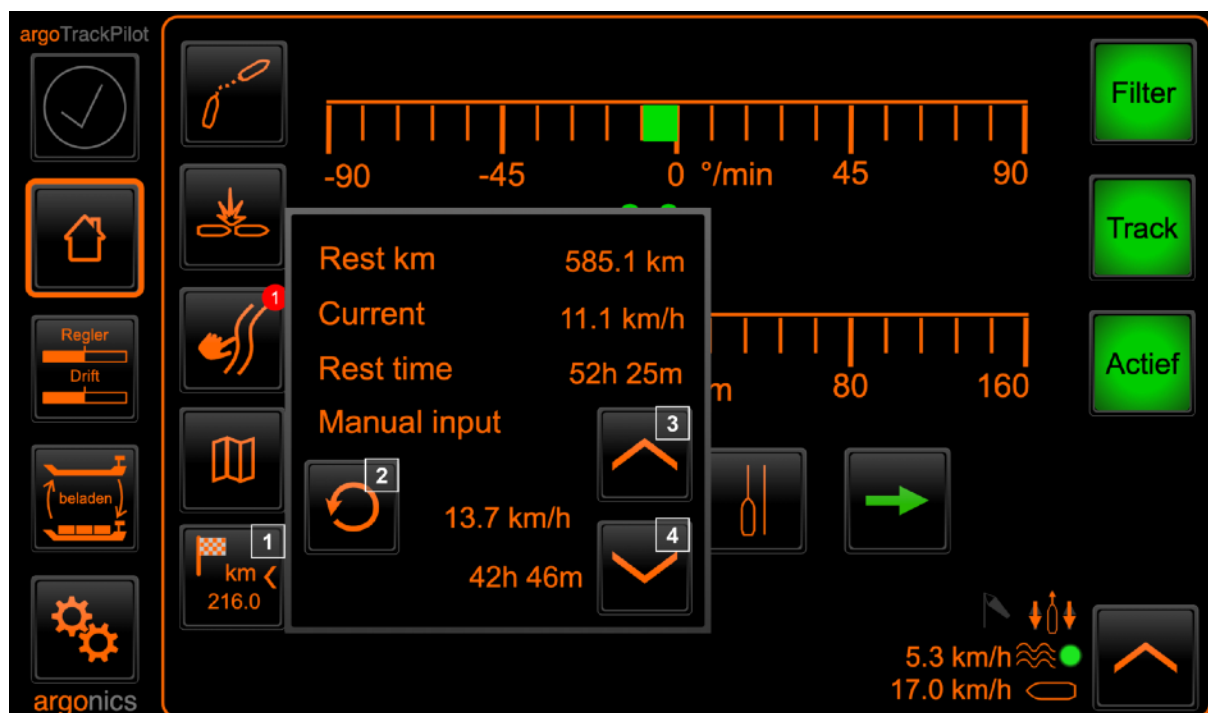 argoTrackPilot
Regler
Drift
beladen
argonics
1
km
216.0
1
-90 -45 0 °/min 45 90
Rest km 585.1 km
Current 11.1 km/h
Rest time 52h 25m
Manual input
3
2
13.7 km/h
4
42h 46m
m 80 160
5.3 km/h
17.0 km/h
Filter
Track
Actief